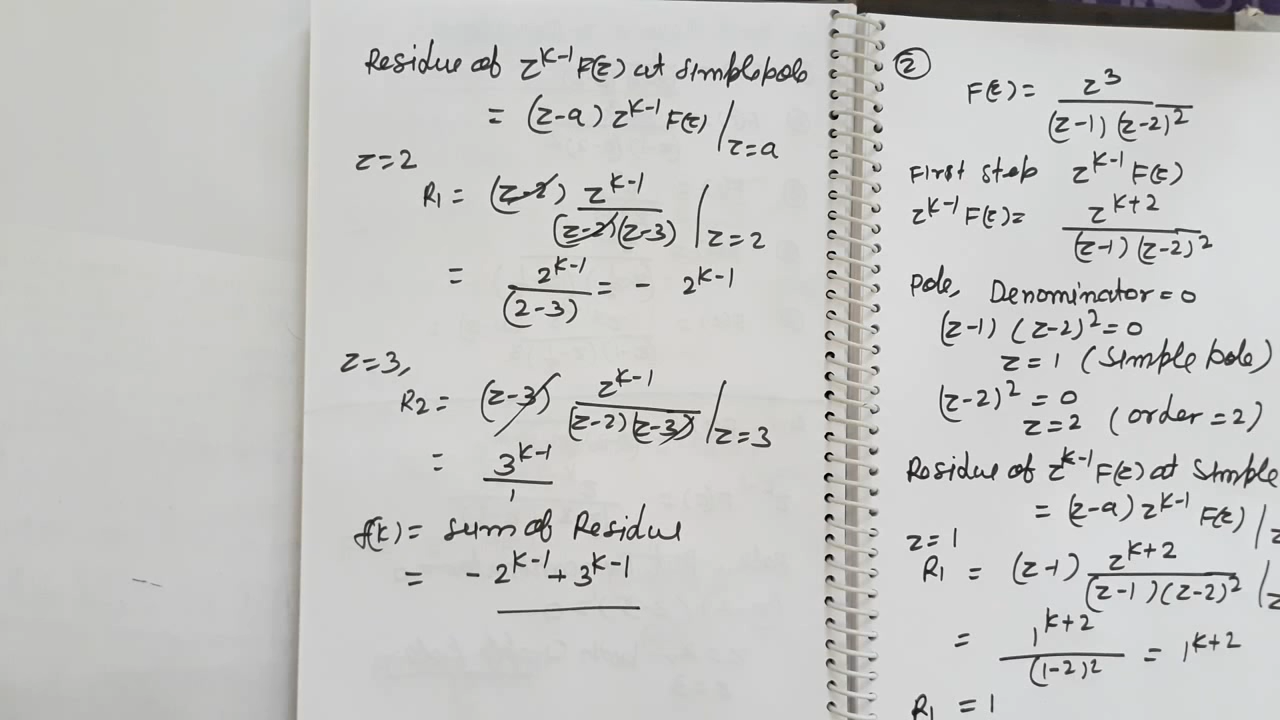 Residue of z^{k-1} F(z) at simple pole
= (z-a) z^{k-1} F(z) |_{z=a}
z=2
R1 = (z-2) z^{k-1} / (z-2)(z-3) |_{z=2}
= 2^{k-1} / (2-3) = - 2^{k-1}
z=3,
R2 = (z-3) z^{k-1} / (z-2)(z-3) |_{z=3}
= 3^{k-1} / 1
f(k) = sum of Residue
= - 2^{k-1} + 3^{k-1}
②
F(z) = z^3 / (z-1)(z-2)^2
First step z^{k-1} F(z)
z^{k-1} F(z) = z^{k+2} / (z-1)(z-2)^2
Pole, Denominator = 0
(z-1) (z-2)^2 = 0
z = 1 (simple pole)
(z-2)^2 = 0
z = 2 (order = 2)
Residue of z^{k-1} F(z) at Simple
= (z-a) z^{k-1} F(z) |
z = 1
R1 = (z-1) z^{k+2} / (z-1)(z-2)^2 |
= 1^{k+2} / (1-2)^2 = 1^{k+2}
R1 = 1